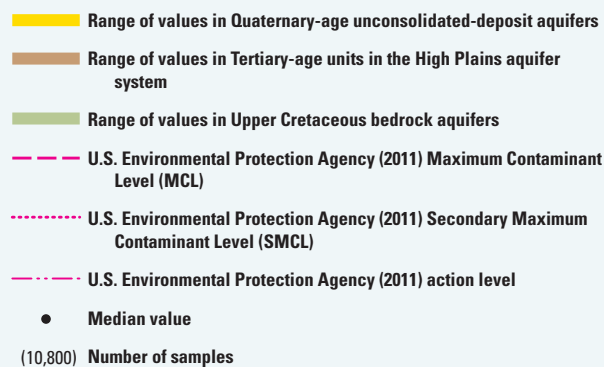 Range of values in Quaternary-age unconsolidated-deposit aquifers
Range of values in Tertiary-age units in the High Plains aquifer
system
Range of values in Upper Cretaceous bedrock aquifers
U.S. Environmental Protection Agency (2011) Maximum Contaminant
Level (MCL)
U.S. Environmental Protection Agency (2011) Secondary Maximum
Contaminant Level (SMCL)
U.S. Environmental Protection Agency (2011) action level
Median value
(10,800) Number of samples